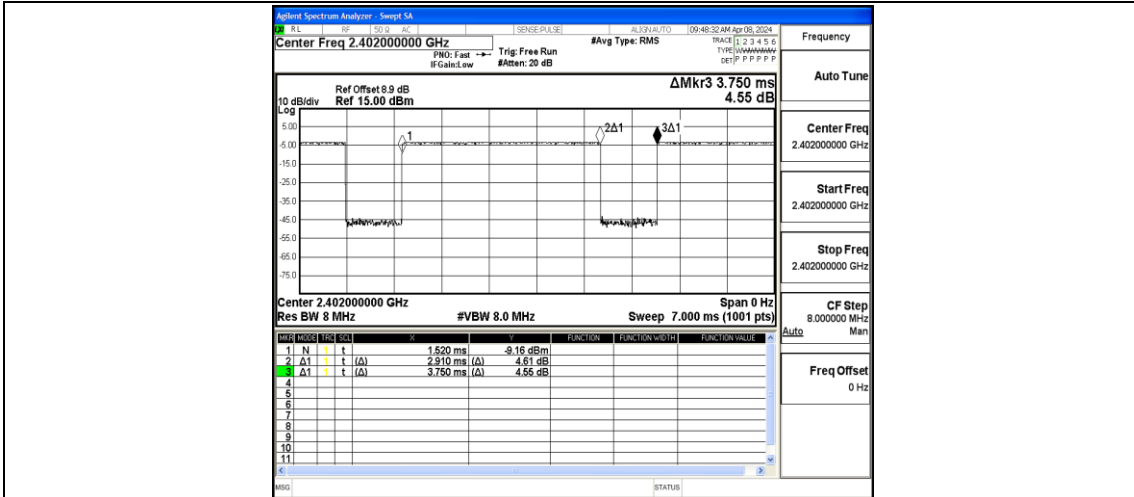 Agilent Spectrum Analyzer - Swept SA
RL RF 50 Ω AC SENSE:PULSE ALIGN AUTO 09:48:32 AM Apr 08, 2024
Center Freq 2.402000000 GHz
PNO: Fast
IFGain:Low
Trig: Free Run
#Atten: 20 dB
#Avg Type: RMS
TRACE 1 2 3 4 5 6
TYPE
DET P P P P P P
Frequency
Auto Tune
Ref Offset 8.9 dB
10 dB/div Ref 15.00 dBm
Log
ΔMkr3 3.750 ms
4.55 dB
5.00
-5.00
-15.0
-25.0
-35.0
-45.0
-55.0
-65.0
-75.0
1
2Δ1
3Δ1
Center 2.402000000 GHz Span 0 Hz
Res BW 8 MHz #VBW 8.0 MHz Sweep 7.000 ms (1001 pts)
Center Freq
2.402000000 GHz
Start Freq
2.402000000 GHz
Stop Freq
2.402000000 GHz
CF Step
8.000000 MHz
Auto Man
Freq Offset
0 Hz
MKR MODE TRC SCL X Y FUNCTION FUNCTION WIDTH FUNCTION VALUE
1 N 1 t 1.520 ms -9.16 dBm
2 Δ1 1 t (Δ) 2.910 ms (Δ) 4.61 dB
3 Δ1 1 t (Δ) 3.750 ms (Δ) 4.55 dB
4
5
6
7
8
9
10
11
MSG STATUS